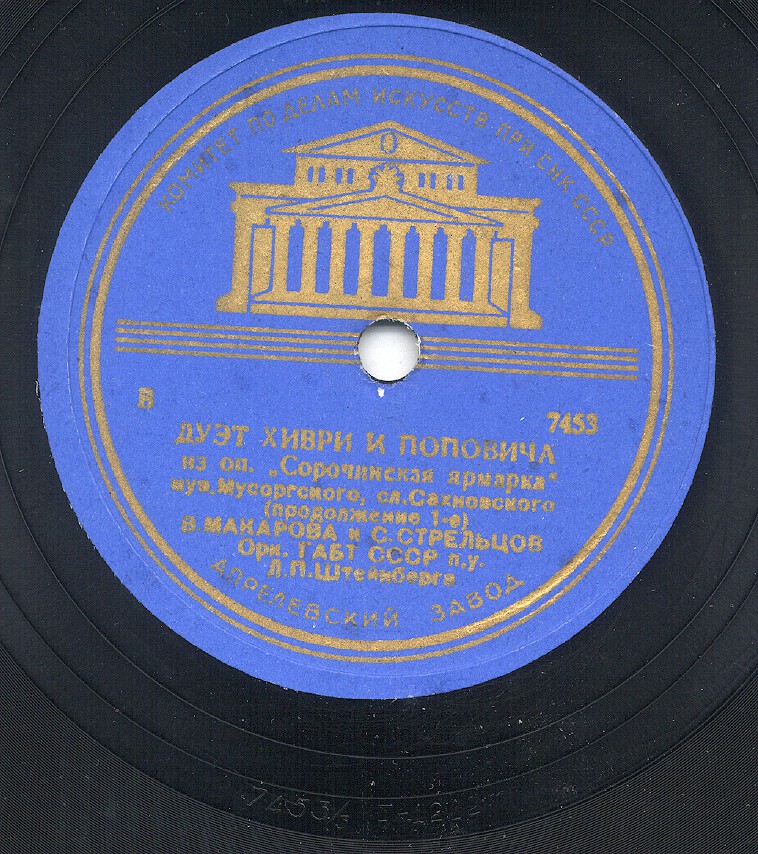 КОМИТЕТ ПО ДЕЛАМ ИСКУССТВ ПРИ СНК СССР
В
7453
ДУЭТ ХИВРИ И ПОПОВИЧА
из оп. „Сорочинская ярмарка“
муз.Мусоргского, сл.Сахновского
(продолжение 1-е)
В.МАКАРОВА и С.СТРЕЛЬЦОВ
Орк. ГАБТ СССР п.у.
Л.П.Штейнберга
АПРЕЛЕВСКИЙ ЗАВОД
7453/